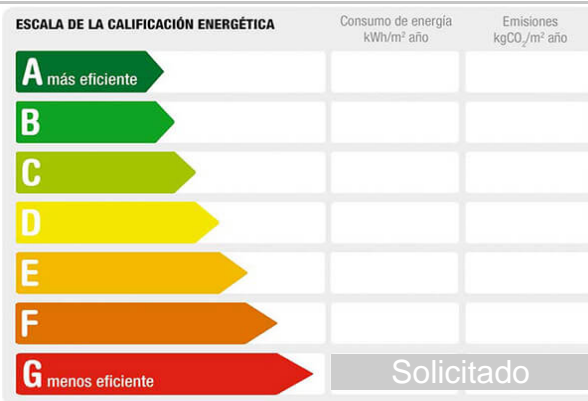 ESCALA DE LA CALIFICACIÓN ENERGÉTICA
Consumo de energía
kWh/m² año
Emisiones
kgCO₂/m² año
A más eficiente
B
C
D
E
F
G menos eficiente
Solicitado